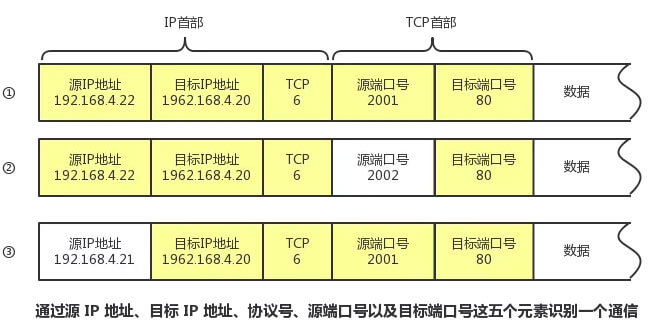 IP首部 TCP首部
① 源IP地址 目标IP地址 TCP 源端口号 目标端口号 数据
192.168.4.22 1962.168.4.20 6 2001 80
② 源IP地址 目标IP地址 TCP 源端口号 目标端口号 数据
192.168.4.22 1962.168.4.20 6 2002 80
③ 源IP地址 目标IP地址 TCP 源端口号 目标端口号 数据
192.168.4.21 1962.168.4.20 6 2001 80
通过源 IP 地址、目标 IP 地址、协议号、源端口号以及目标端口号这五个元素识别一个通信